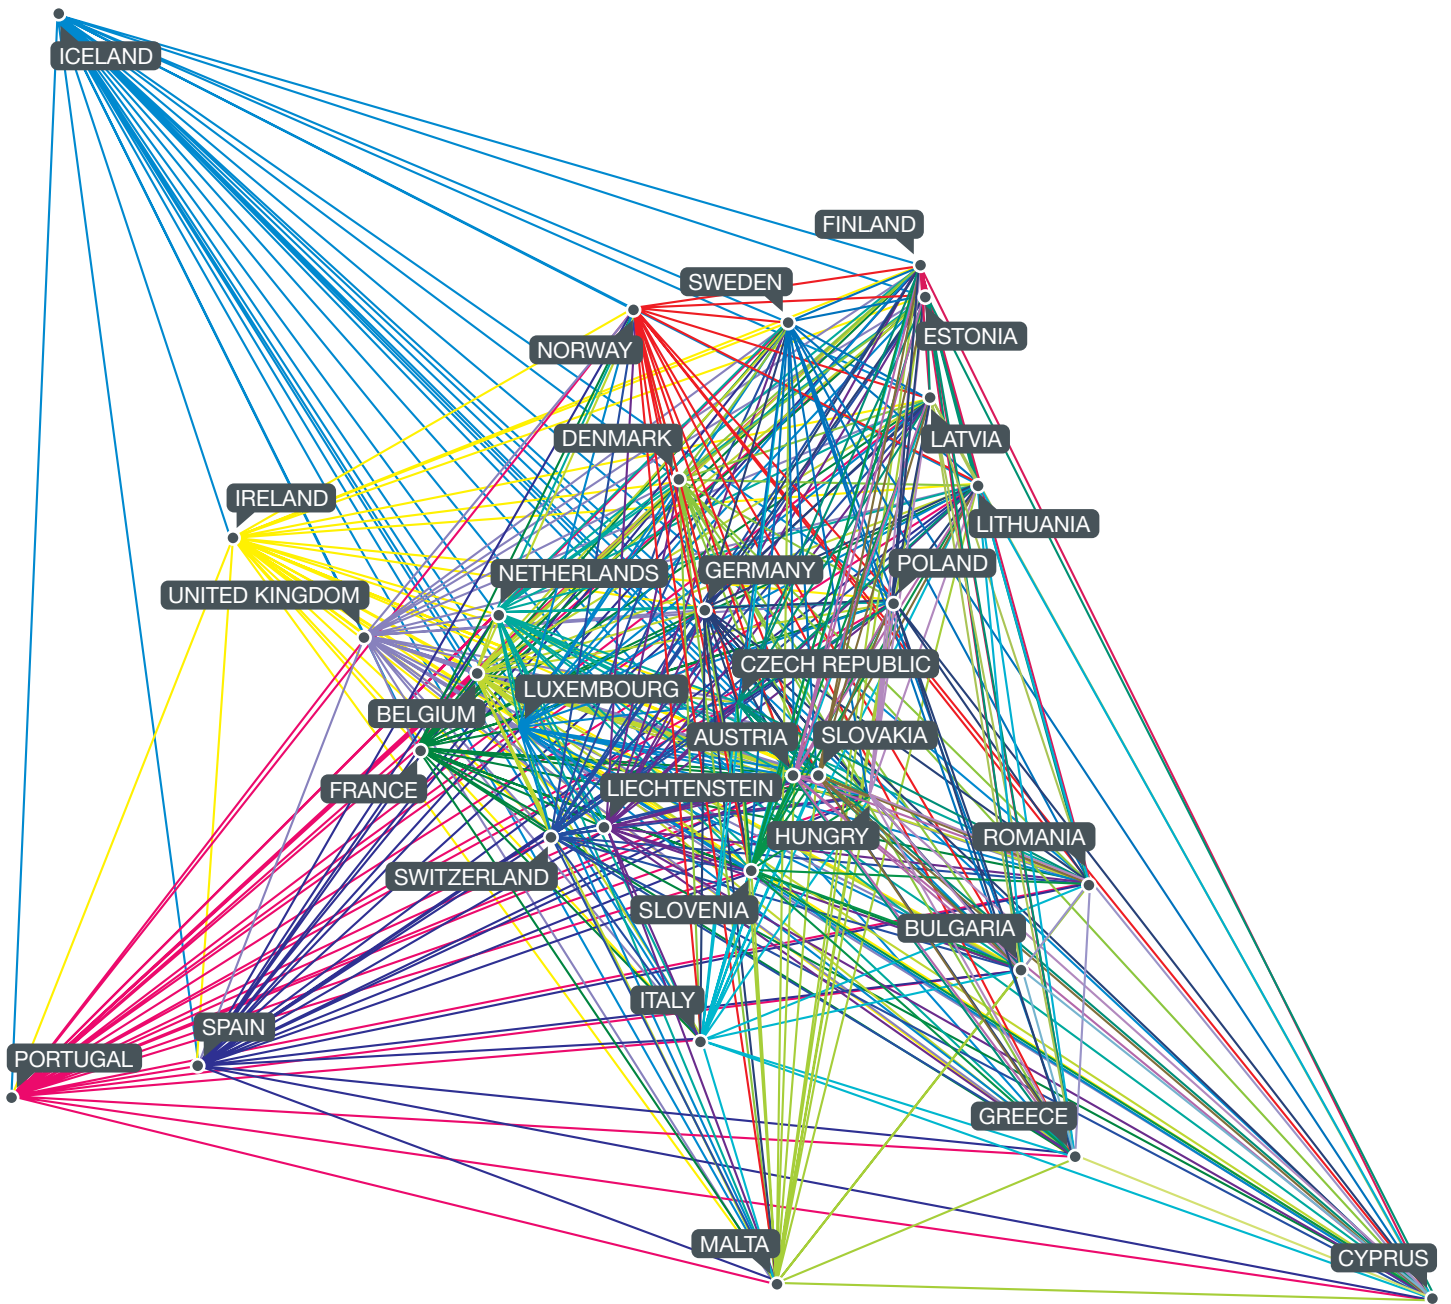 ICELAND
FINLAND
SWEDEN
ESTONIA
NORWAY
DENMARK
LATVIA
IRELAND
LITHUANIA
POLAND
NETHERLANDS
GERMANY
UNITED KINGDOM
CZECH REPUBLIC
LUXEMBOURG
BELGIUM
AUSTRIA
SLOVAKIA
FRANCE
LIECHTENSTEIN
HUNGRY
ROMANIA
SWITZERLAND
SLOVENIA
BULGARIA
ITALY
SPAIN
PORTUGAL
GREECE
MALTA
CYPRUS